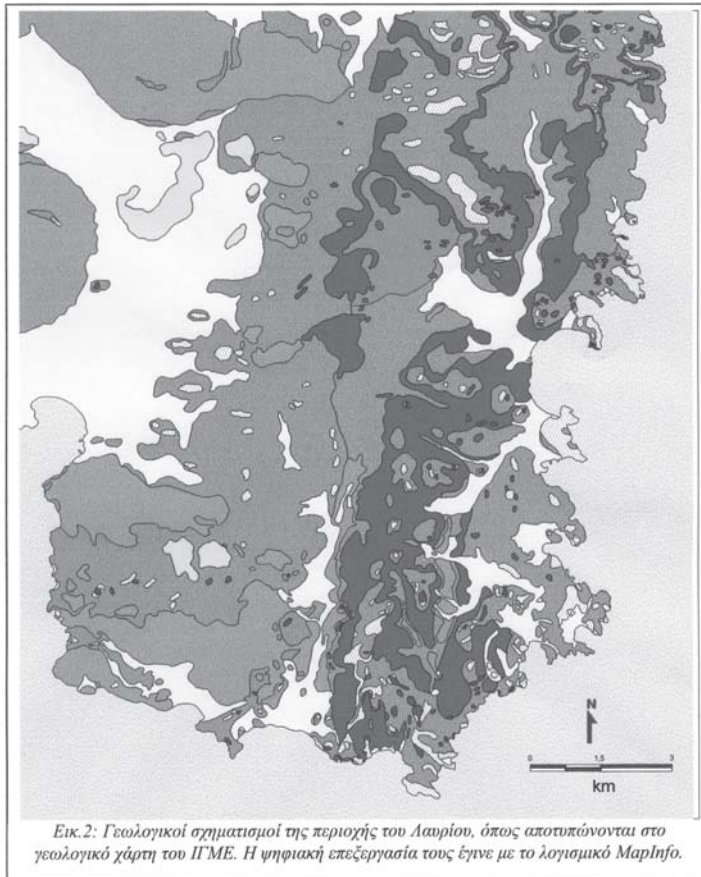 N
0 1,5 3
km
Εικ.2: Γεωλογικοί σχηματισμοί της περιοχής του Λαυρίου, όπως αποτυπώνονται στο
γεωλογικό χάρτη του ΙΓΜΕ. Η ψηφιακή επεξεργασία τους έγινε με το λογισμικό MapInfo.